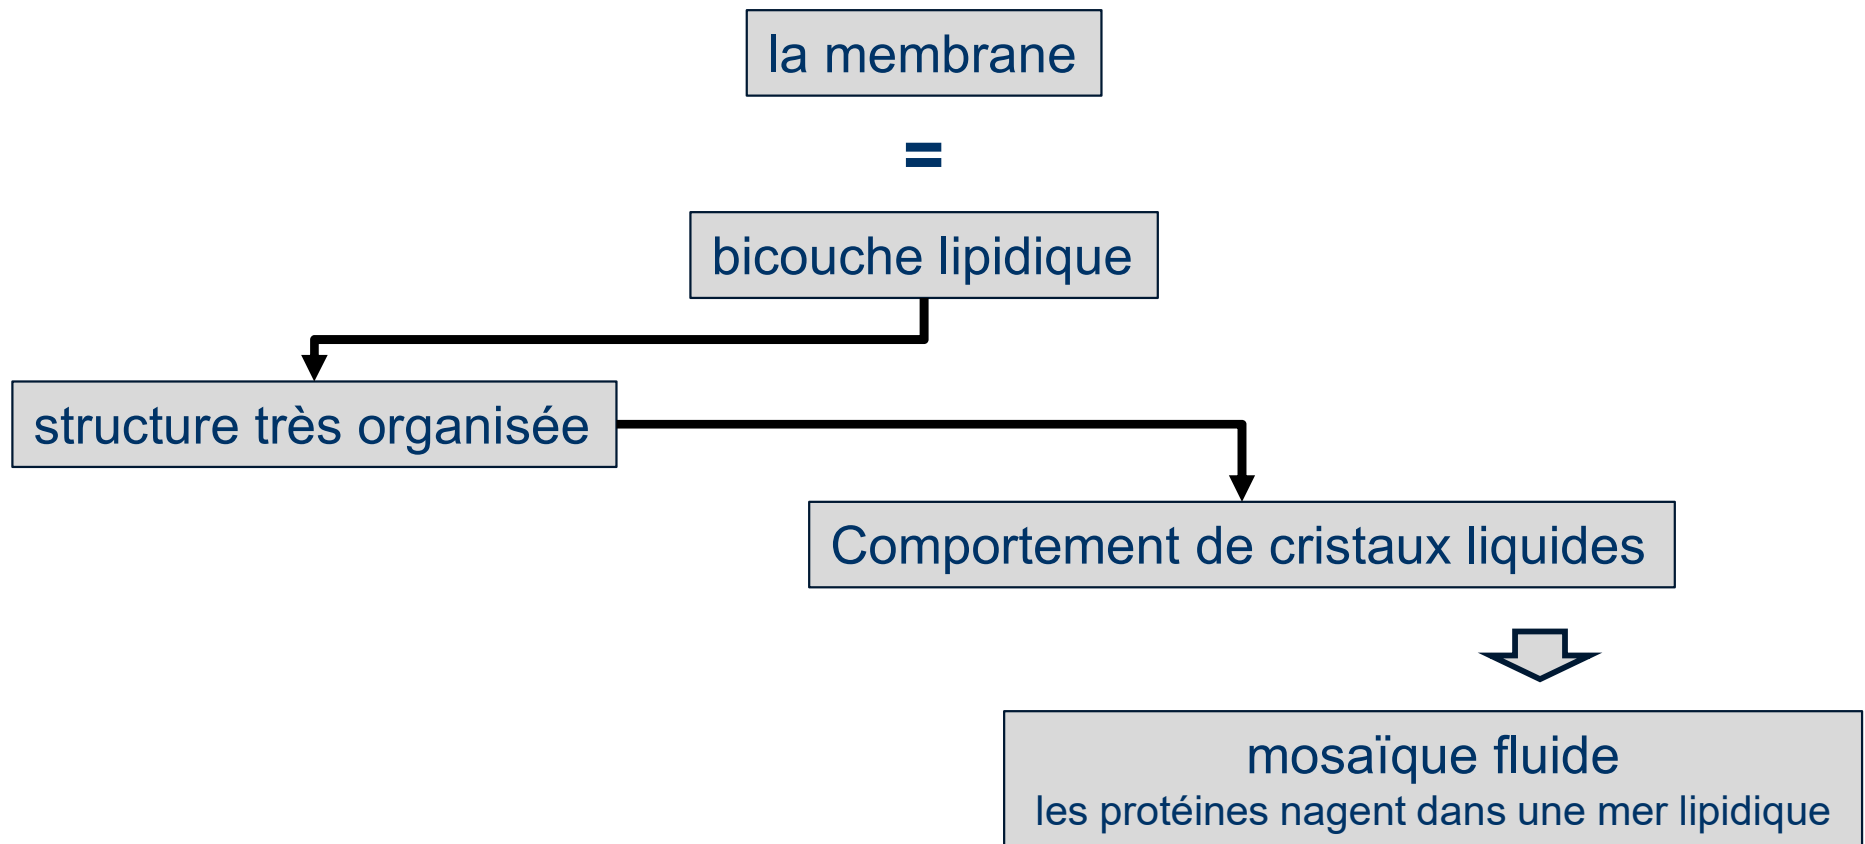 la membrane
=
bicouche lipidique
structure très organisée
Comportement de cristaux liquides
mosaïque fluide
les protéines nagent dans une mer lipidique